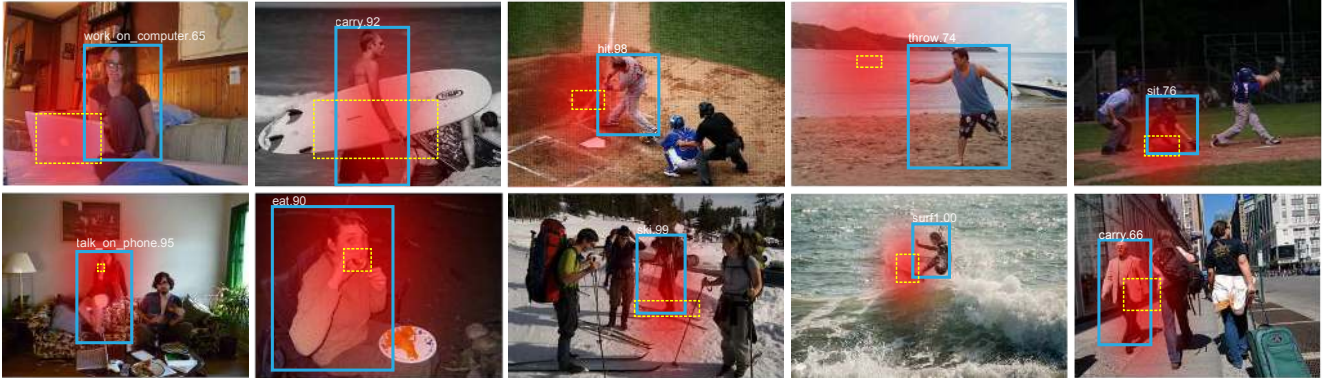 work_on_computer.65
carry.92
hit.98
throw.74
sit.76
talk_on_phone.95
eat.90
ski.99
surf1.00
carry.66